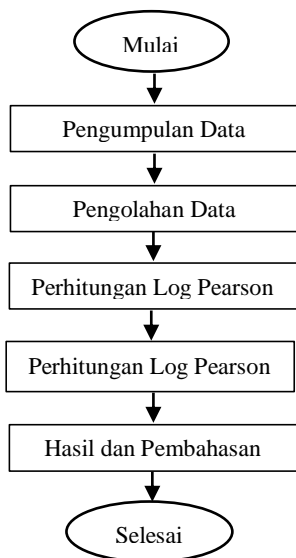 Mulai
Pengumpulan Data
Pengolahan Data
Perhitungan Log Pearson
Perhitungan Log Pearson
Hasil dan Pembahasan
Selesai